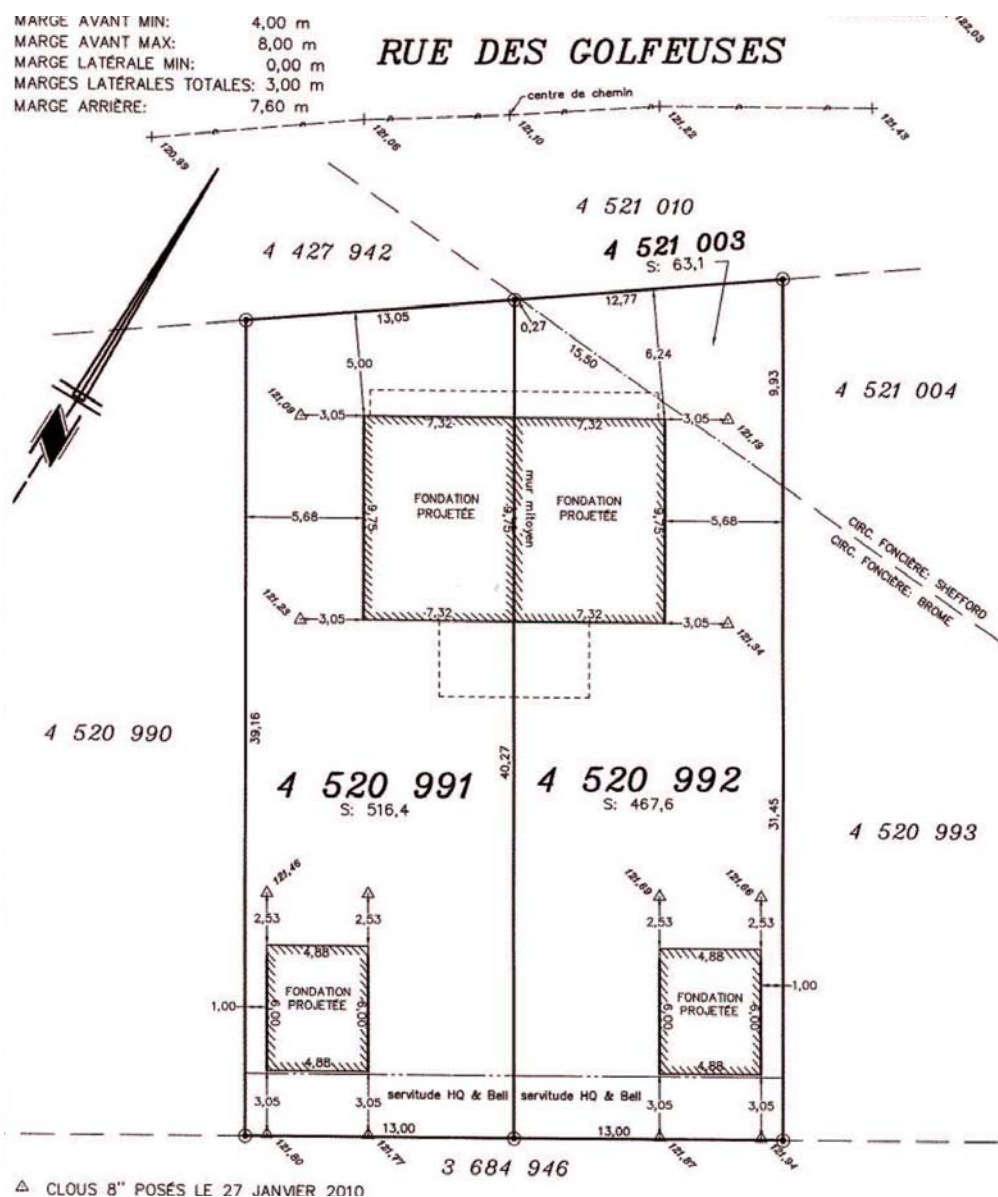 MARGE AVANT MIN: 4,00 m
MARGE AVANT MAX: 8,00 m
MARGE LATÉRALE MIN: 0,00 m
MARGES LATÉRALES TOTALES: 3,00 m
MARGE ARRIÈRE: 7,60 m
RUE DES GOLFEUSES
122,03
centre de chemin
120,89
121,06
121,10
121,22
121,43
4 521 010
4 427 942
4 521 003
S: 63,1
13,05
12,77
0,27
15,50
5,00
6,24
9,93
4 521 004
121,09
3,05
7,32
7,32
3,05
121,19
FONDATION
PROJETÉE
FONDATION
PROJETÉE
mur mitoyen
5,68
9,75
9,75
9,75
5,68
CIRC. FONCIÈRE: SHEFFORD
CIRC. FONCIÈRE: BROME
121,23
3,05
7,32
7,32
3,05
121,34
4 520 990
39,16
40,27
31,45
4 520 991
S: 516,4
4 520 992
S: 467,6
4 520 993
121,46
121,69
121,66
2,53
2,53
2,53
2,53
4,88
4,88
FONDATION
PROJETÉE
FONDATION
PROJETÉE
1,00
6,00
6,00
6,00
6,00
1,00
4,88
4,88
servitude HQ & Bell
servitude HQ & Bell
3,05
3,05
3,05
3,05
13,00
13,00
121,80
121,77
121,87
121,94
3 684 946
CLOUS 8" POSÉS LE 27 JANVIER 2010